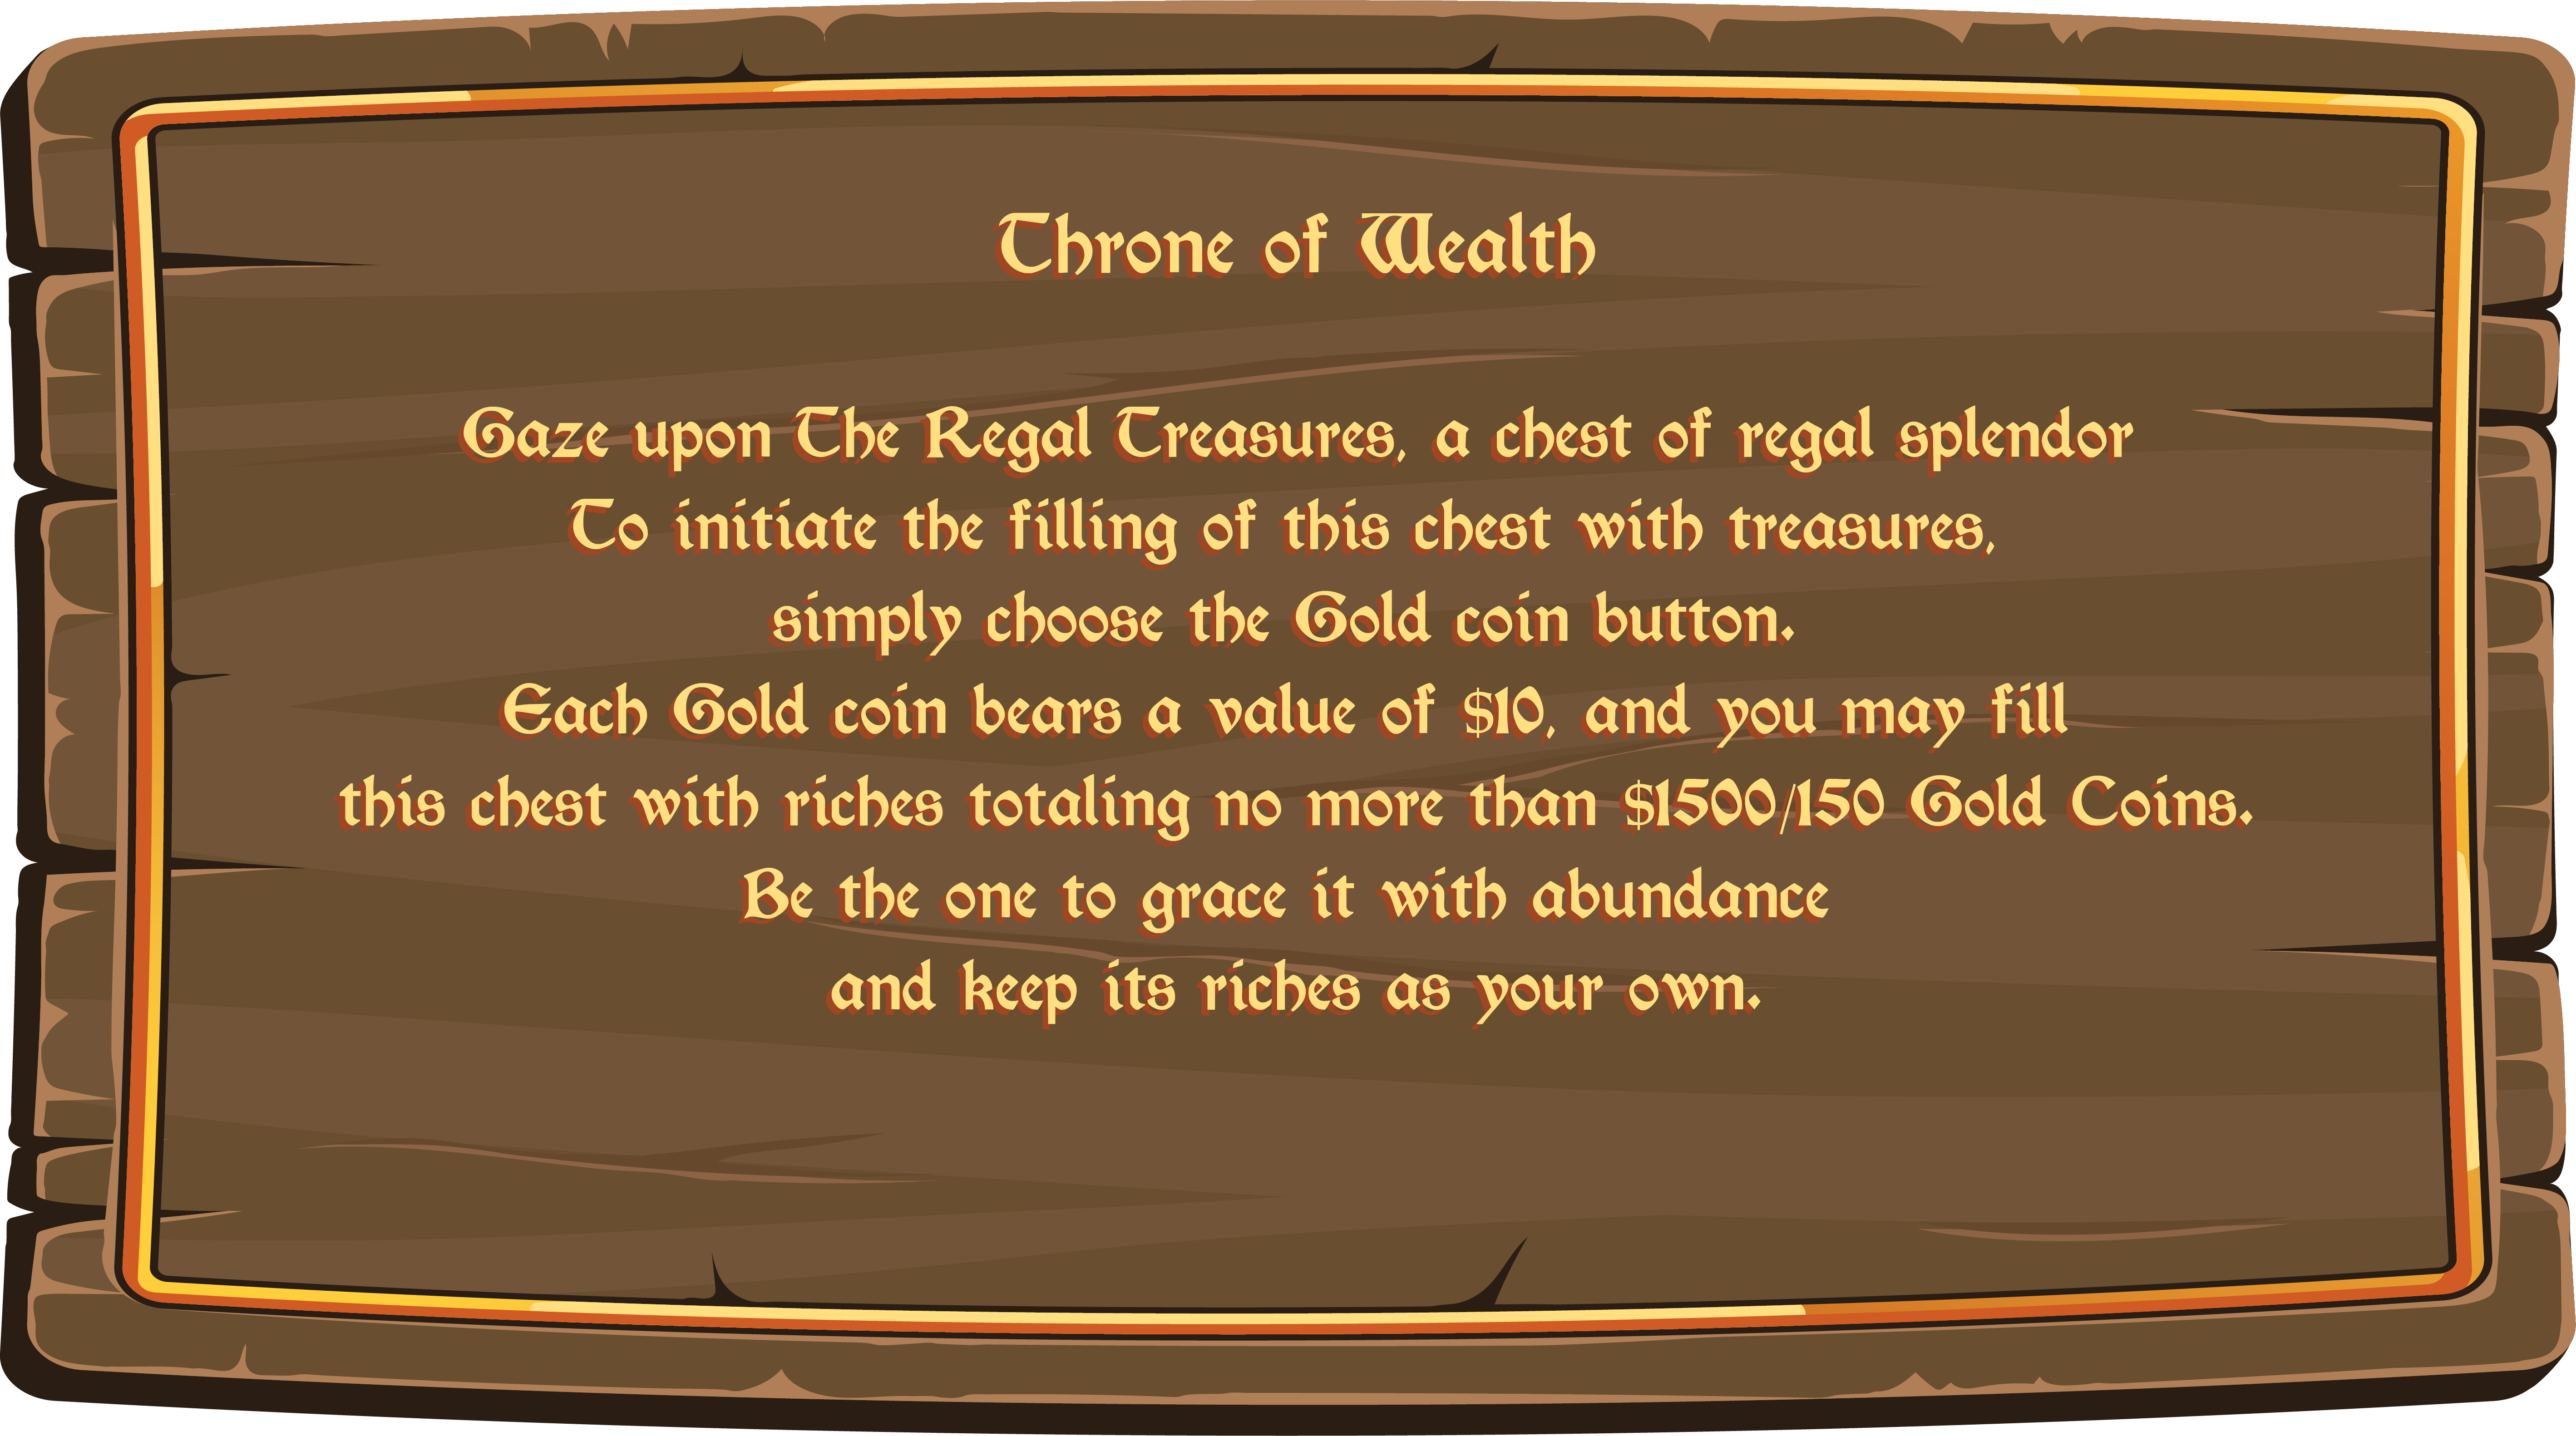 Throne of Wealth
Gaze upon The Regal Treasures, a chest of regal splendor
To initiate the filling of this chest with treasures,
simply choose the Gold coin button.
Each Gold coin bears a value of $10, and you may fill
this chest with riches totaling no more than $1500/150 Gold Coins.
Be the one to grace it with abundance
and keep its riches as your own.